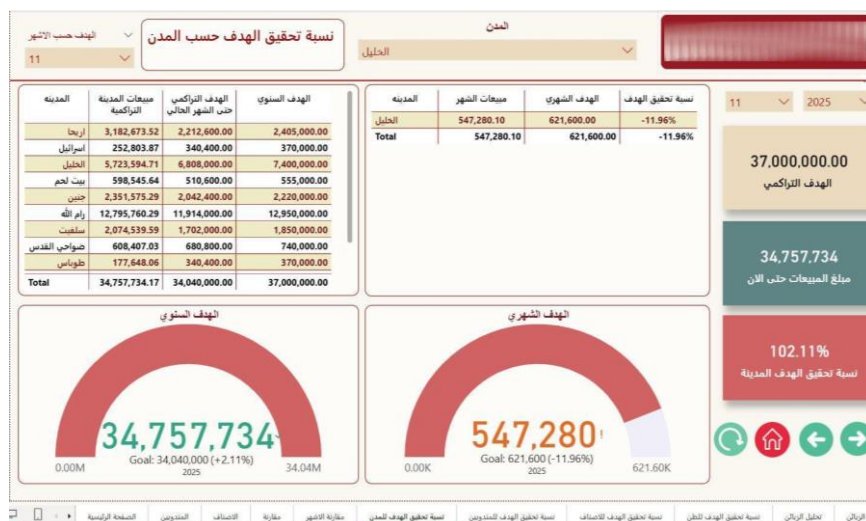 المدن
الخليل
نسبة تحقيق الهدف حسب المدن
الهدف حسب الاشهر
11
2025
11
37,000,000.00
الهدف التراكمي
34,757,734
مبلغ المبيعات حتى الان
102.11%
نسبة تحقيق الهدف المدينة
المدينه مبيعات الشهر الهدف الشهري نسبة تحقيق الهدف
الخليل 547,280.10 621,600.00 -11.96%
Total 547,280.10 621,600.00 -11.96%
المدينه مبيعات المدينة التراكمية الهدف التراكمي حتى الشهر الحالي الهدف السنوي
اريحا 3,182,673.52 2,212,600.00 2,405,000.00
اسرائيل 252,803.87 340,400.00 370,000.00
الخليل 5,723,594.71 6,808,000.00 7,400,000.00
بيت لحم 598,545.64 510,600.00 555,000.00
جنين 2,351,575.29 2,042,400.00 2,220,000.00
رام الله 12,795,760.29 11,914,000.00 12,950,000.00
سلفيت 2,074,539.59 1,702,000.00 1,850,000.00
ضواحي القدس 608,407.03 680,800.00 740,000.00
طوباس 177,648.06 340,400.00 370,000.00
Total 34,757,734.17 34,040,000.00 37,000,000.00
الهدف الشهري
547,280!
Goal: 621,600 (-11.96%)
2025
0.00K
621.60K
الهدف السنوي
34,757,734
Goal: 34,040,000 (+2.11%)
2025
0.00M
34.04M
الصفحة الرئيسية
المندوبين
الاصناف
مقارنة
مقارنة الاشهر
نسبة تحقيق الهدف للمدن
نسبة تحقيق الهدف للمندوبين
نسبة تحقيق الهدف للاصناف
نسبة تحقيق الهدف للطن
تحليل الزبائن